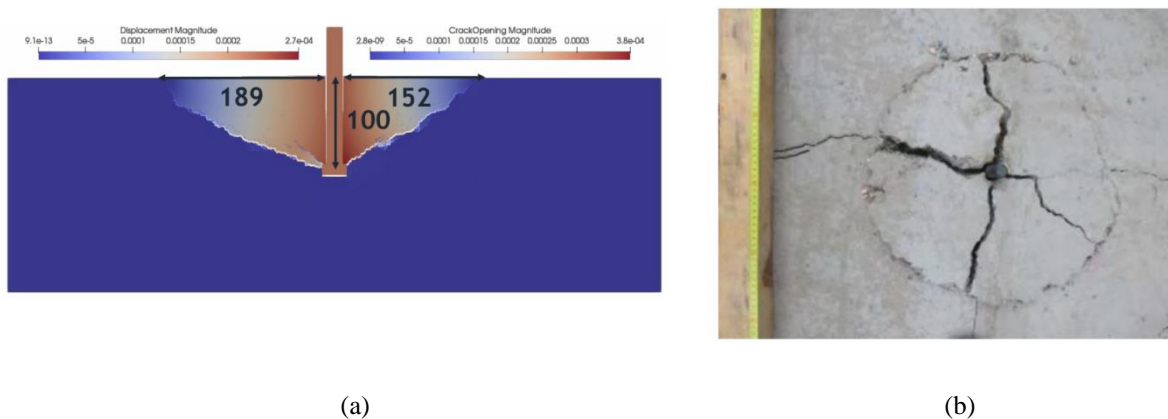 Displacement Magnitude
9.1e-13 5e-5 0.0001 0.00015 0.0002 2.7e-04
CrackOpening Magnitude
2.8e-09 5e-5 0.0001 0.00015 0.0002 0.00025 0.0003 3.8e-04
189
152
100
(a)
(b)